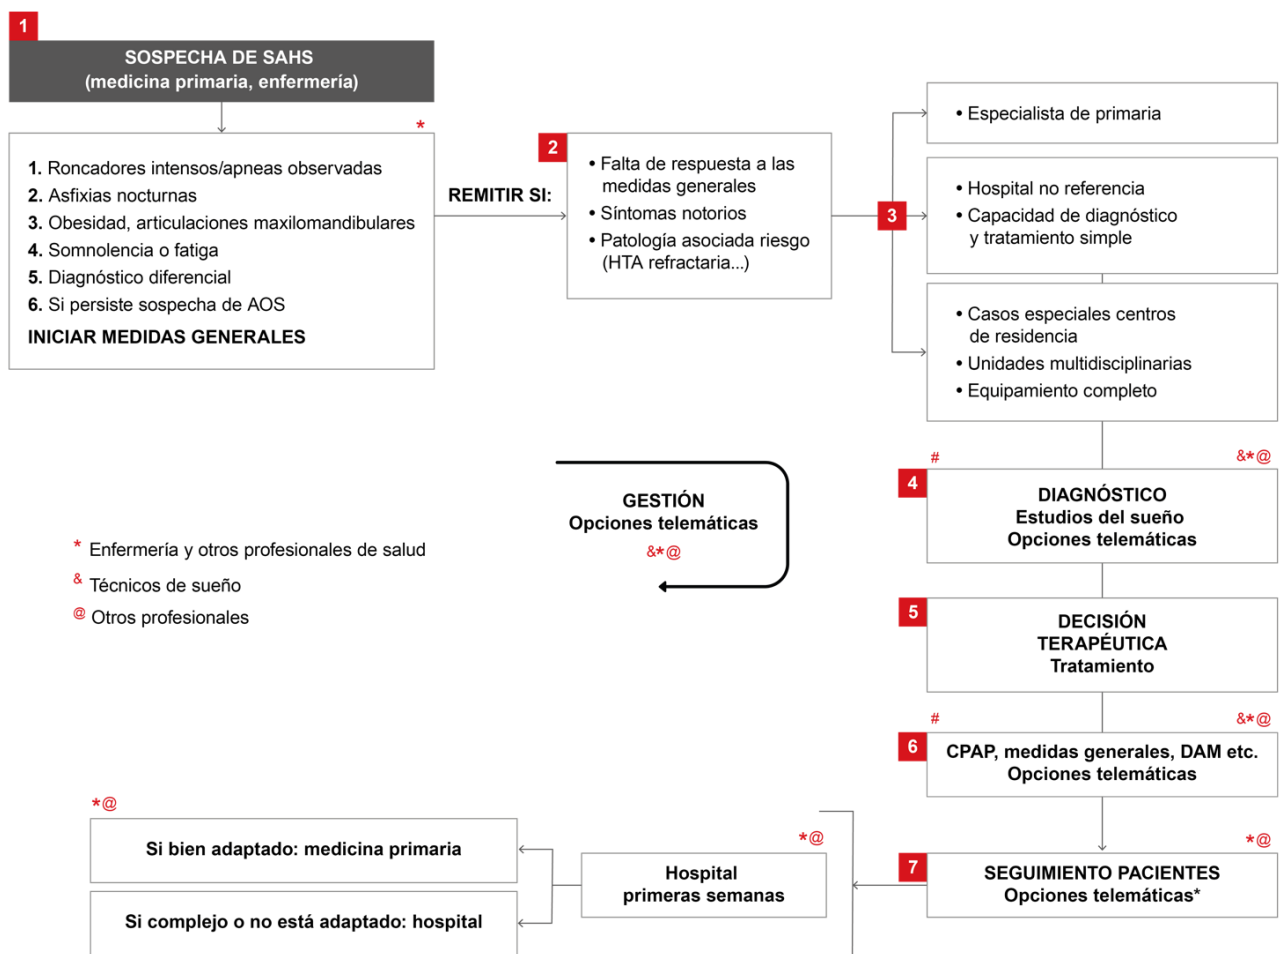 1
SOSPECHA DE SAHS
(medicina primaria, enfermería)
*
1. Roncadores intensos/apneas observadas
2. Asfixias nocturnas
3. Obesidad, articulaciones maxilomandibulares
4. Somnolencia o fatiga
5. Diagnóstico diferencial
6. Si persiste sospecha de AOS
INICIAR MEDIDAS GENERALES
REMITIR SI:
2
• Falta de respuesta a las
medidas generales
• Síntomas notorios
• Patología asociada riesgo
(HTA refractaria...)
3
• Especialista de primaria
• Hospital no referencia
• Capacidad de diagnóstico
y tratamiento simple
• Casos especiales centros
de residencia
• Unidades multidisciplinarias
• Equipamiento completo
# &*@
4
DIAGNÓSTICO
Estudios del sueño
Opciones telemáticas
GESTIÓN
Opciones telemáticas
&*@
* Enfermería y otros profesionales de salud
& Técnicos de sueño
@ Otros profesionales
5
DECISIÓN
TERAPÉUTICA
Tratamiento
# &*@
6
CPAP, medidas generales, DAM etc.
Opciones telemáticas
*@
7
SEGUIMIENTO PACIENTES
Opciones telemáticas*
*@
Hospital
primeras semanas
*@
Si bien adaptado: medicina primaria
Si complejo o no está adaptado: hospital